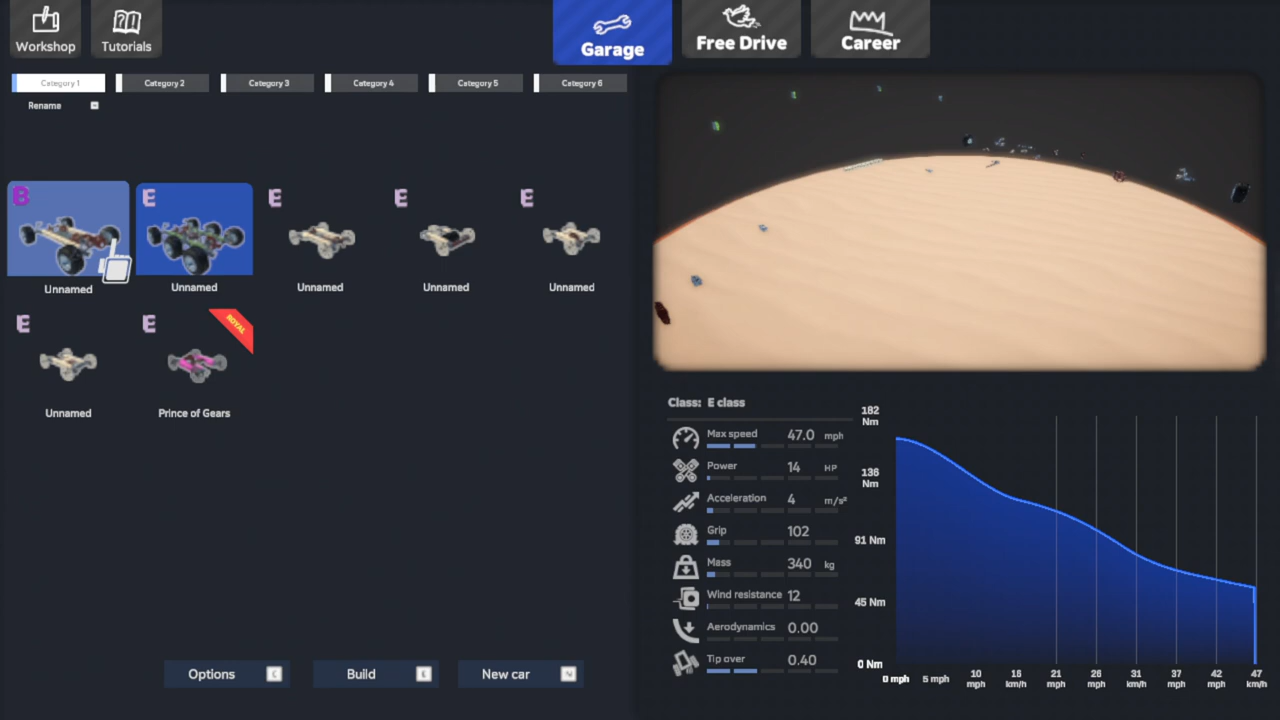 Workshop
Tutorials
Garage
Free Drive
Career
Category 1
Category 2
Category 3
Category 4
Category 5
Category 6
Rename
B
E
E
E
E
Unnamed
Unnamed
Unnamed
Unnamed
Unnamed
E
E
ROYAL
Unnamed
Prince of Gears
Options
Build
New car
Class: E class
Max speed 47.0 mph
Power 14 HP
Acceleration 4 m/s²
Grip 102
Mass 340 kg
Wind resistance 12
Aerodynamics 0.00
Tip over 0.40
182 Nm
136 Nm
91 Nm
45 Nm
0 Nm
0 mph
5 mph
10 mph
16 km/h
21 mph
26 mph
31 km/h
37 mph
42 mph
47 km/h